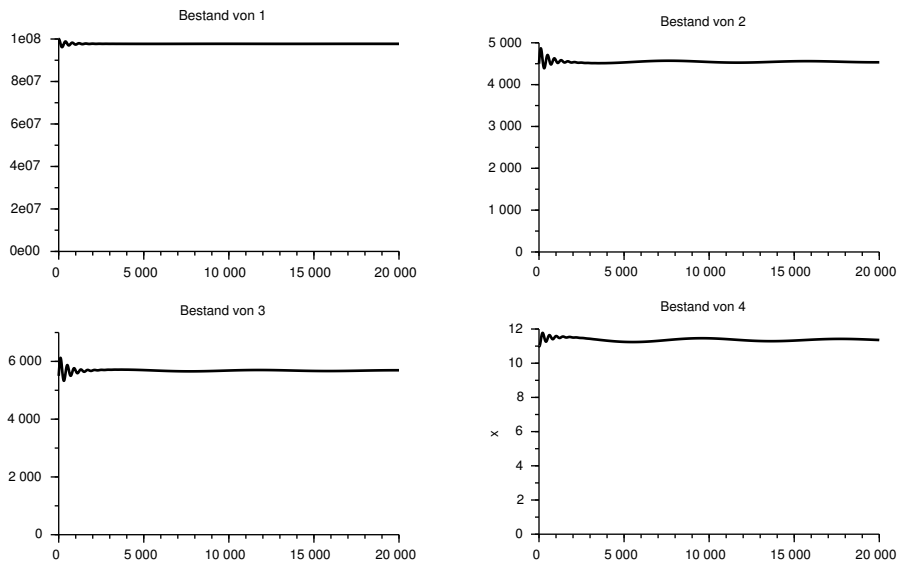 Bestand von 1
1e08
8e07
6e07
4e07
2e07
0e00
0 5 000 10 000 15 000 20 000
Bestand von 2
5 000
4 000
3 000
2 000
1 000
0
0 5 000 10 000 15 000 20 000
Bestand von 3
6 000
4 000
2 000
0
0 5 000 10 000 15 000 20 000
Bestand von 4
12
10
8
6
4
2
0
x
0 5 000 10 000 15 000 20 000